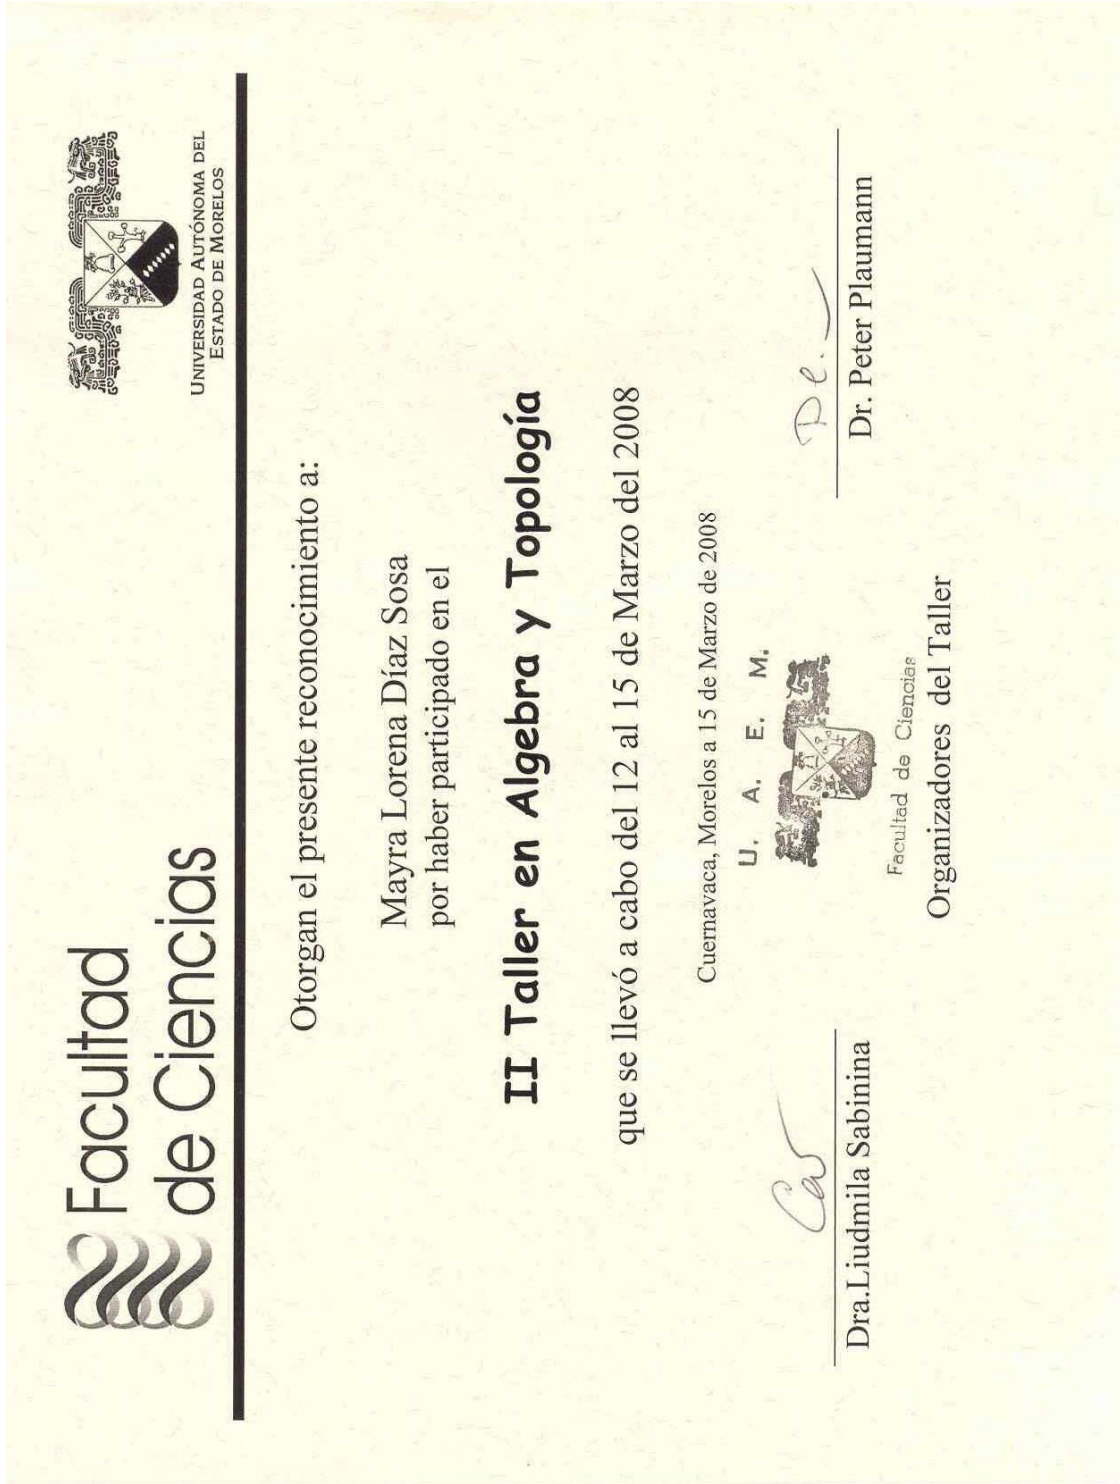 Facultad
de Ciencias
UNIVERSIDAD AUTÓNOMA DEL
ESTADO DE MORELOS
Otorgan el presente reconocimiento a:
Mayra Lorena Díaz Sosa
por haber participado en el
II Taller en Algebra y Topología
que se llevó a cabo del 12 al 15 de Marzo del 2008
Cuernavaca, Morelos a 15 de Marzo de 2008
U. A. E. M.
Facultad de Ciencias
Dra.Liudmila Sabinina
Dr. Peter Plaumann
Organizadores del Taller